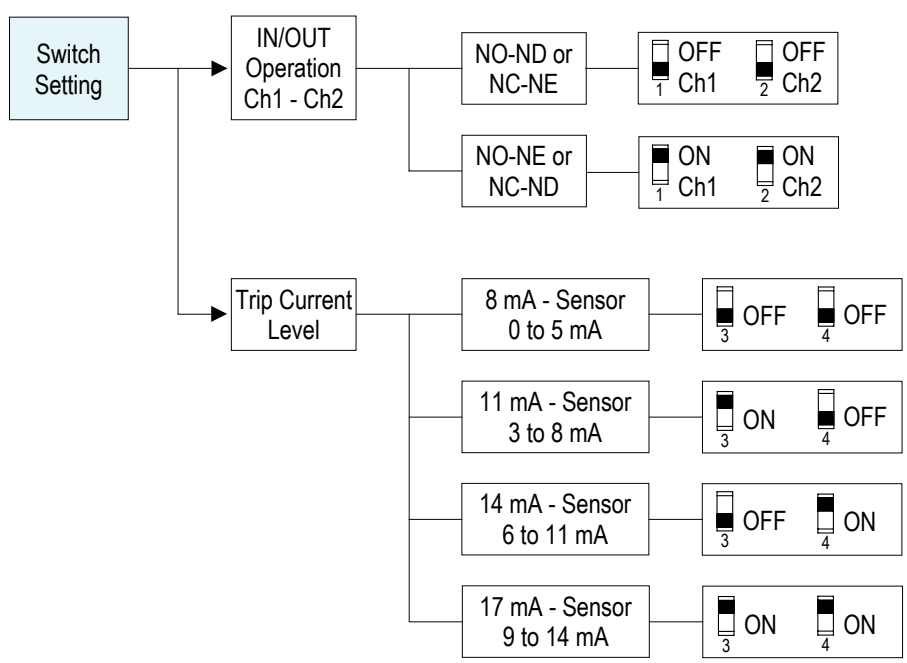 Switch
Setting
IN/OUT
Operation
Ch1 - Ch2
NO-ND or
NC-NE
OFF OFF
1 Ch1 2 Ch2
NO-NE or
NC-ND
ON ON
1 Ch1 2 Ch2
Trip Current
Level
8 mA - Sensor
0 to 5 mA
OFF OFF
3 4
11 mA - Sensor
3 to 8 mA
ON OFF
3 4
14 mA - Sensor
6 to 11 mA
OFF ON
3 4
17 mA - Sensor
9 to 14 mA
ON ON
3 4